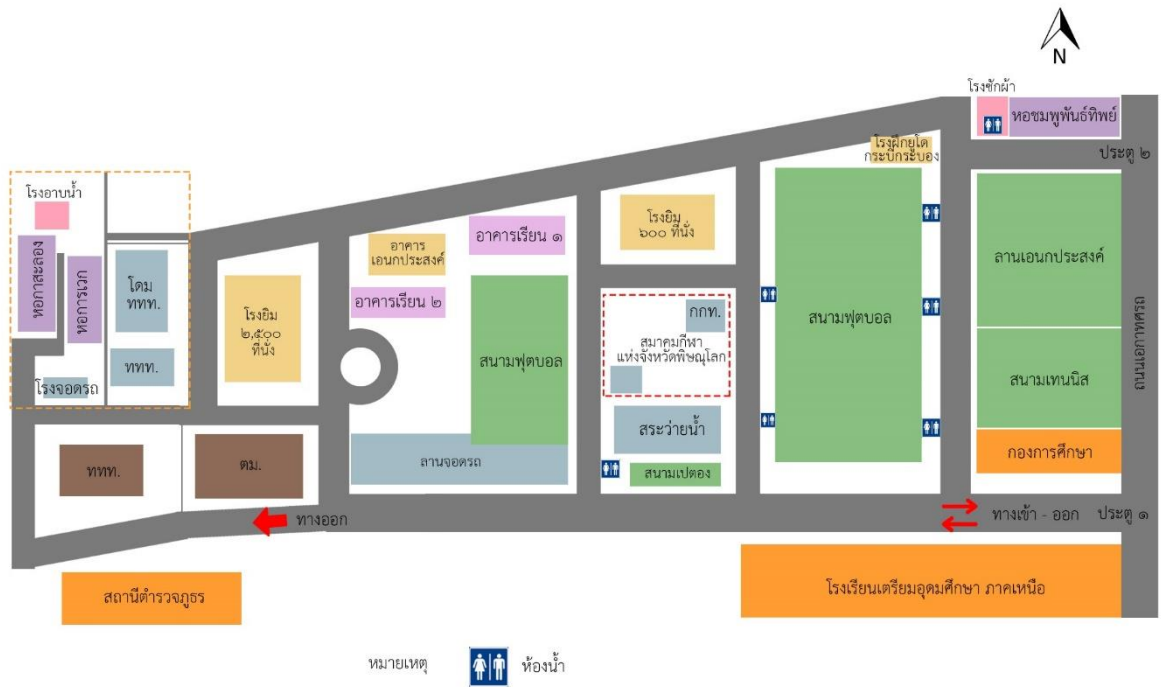 N
โรงซักผ้า
หอชมพูพันธ์ทิพย์
ประตู ๒
โรงฝึกยูโด
กระบี่กระบอง
โรงอาบน้ำ
หอกาสะลอง
หอการเวก
โดม
ททท.
ททท.
โรงจอดรถ
โรงยิม
๒,๕๐๐
ที่นั่ง
อาคาร
เอนกประสงค์
อาคารเรียน ๑
อาคารเรียน ๒
สนามฟุตบอล
ลานจอดรถ
โรงยิม
๖๐๐ ที่นั่ง
กกท.
สมาคมกีฬา
แห่งจังหวัดพิษณุโลก
สระว่ายน้ำ
สนามเปตอง
สนามฟุตบอล
ลานเอนกประสงค์
สนามเทนนิส
กองการศึกษา
ถนนเอกาทศรถ
ททท.
ตม.
ทางออก
ทางเข้า - ออก
ประตู ๑
สถานีตำรวจภูธร
โรงเรียนเตรียมอุดมศึกษา ภาคเหนือ
หมายเหตุ
ห้องน้ำ